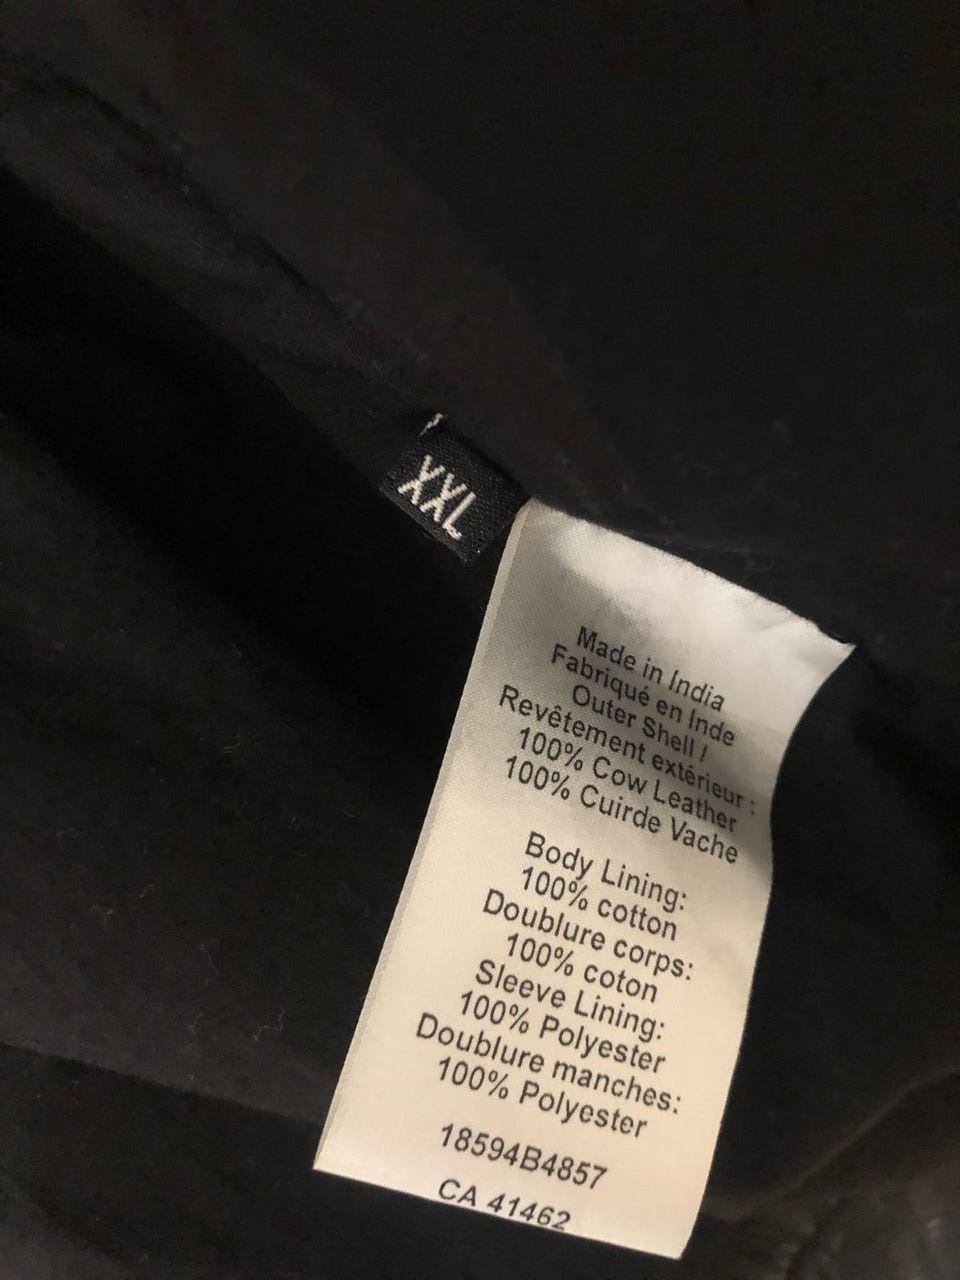 XXL
Made in India
Fabriqué en Inde
Outer Shell /
Revêtement extérieur :
100% Cow Leather
100% Cuirde Vache
Body Lining:
100% cotton
Doublure corps:
100% coton
Sleeve Lining:
100% Polyester
Doublure manches:
100% Polyester
18594B4857
CA 41462